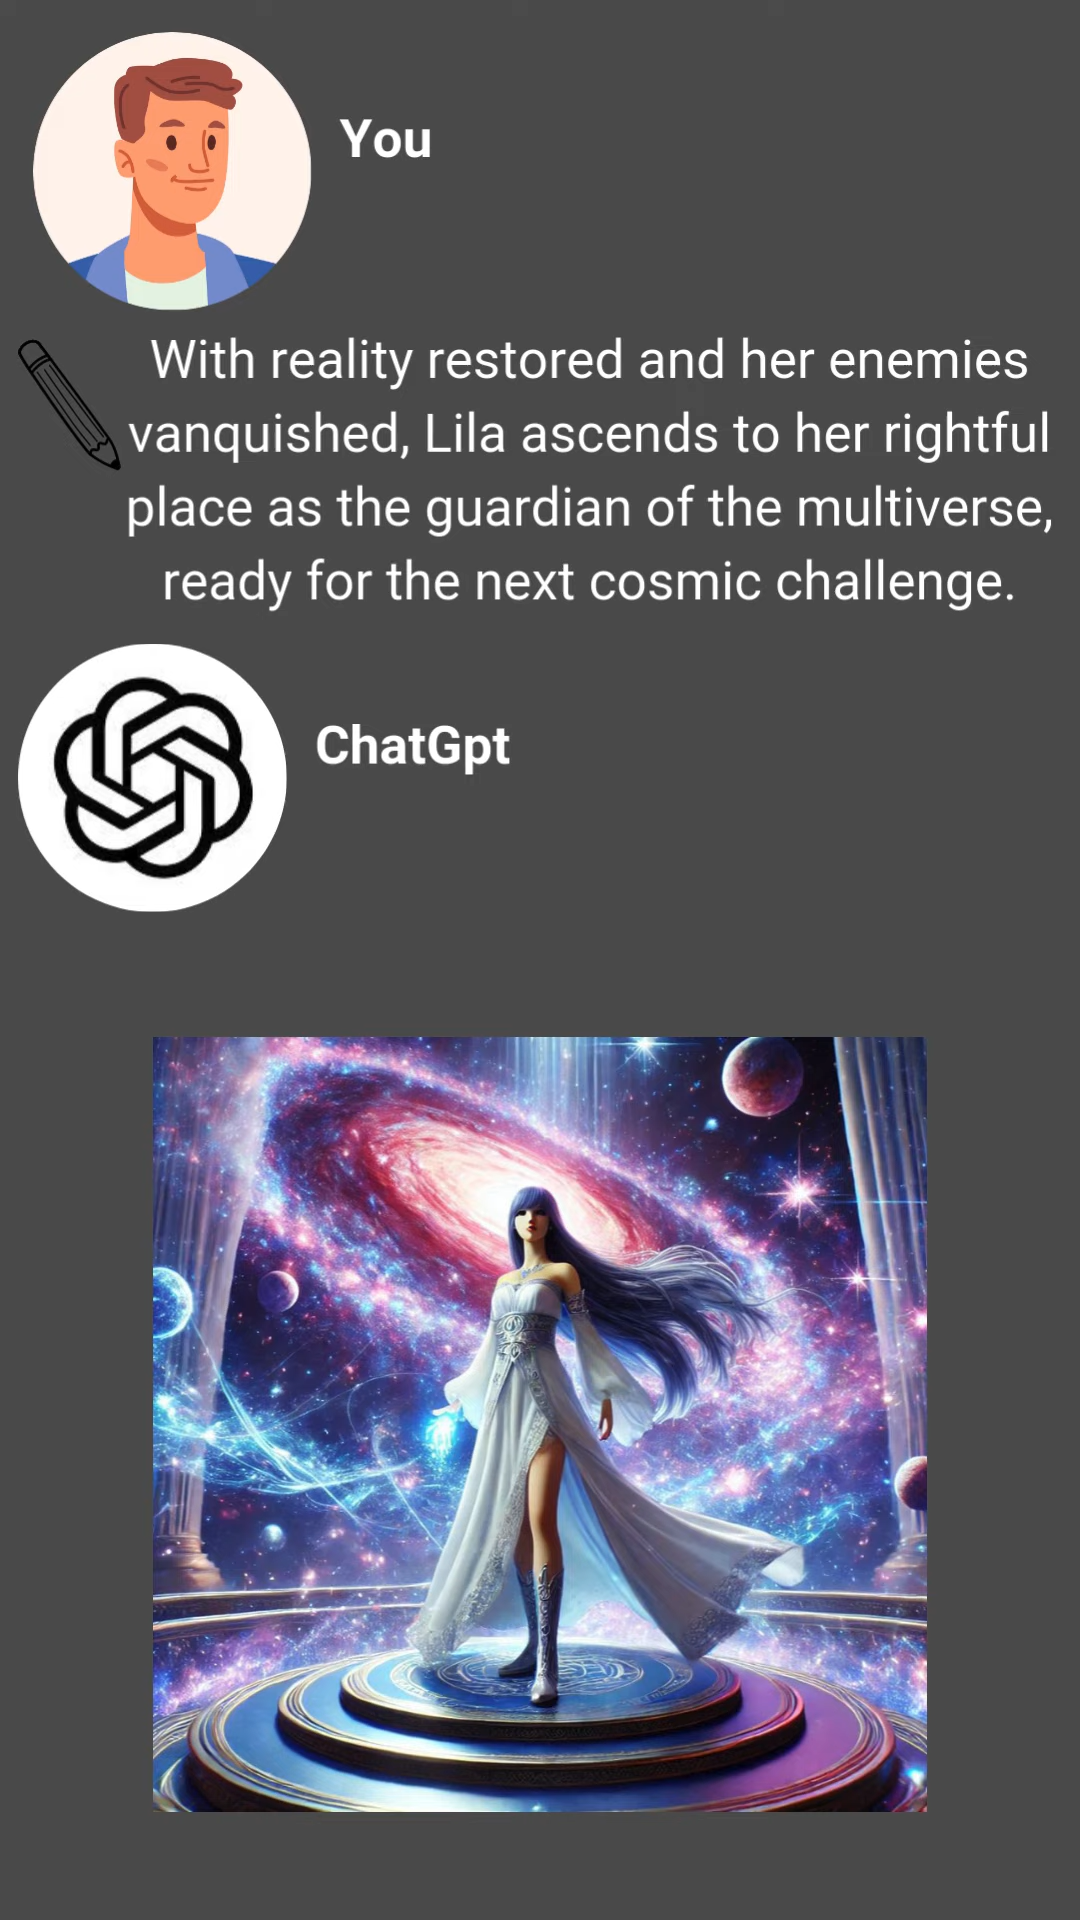 You
With reality restored and her enemies
vanquished, Lila ascends to her rightful
place as the guardian of the multiverse,
ready for the next cosmic challenge.
ChatGpt